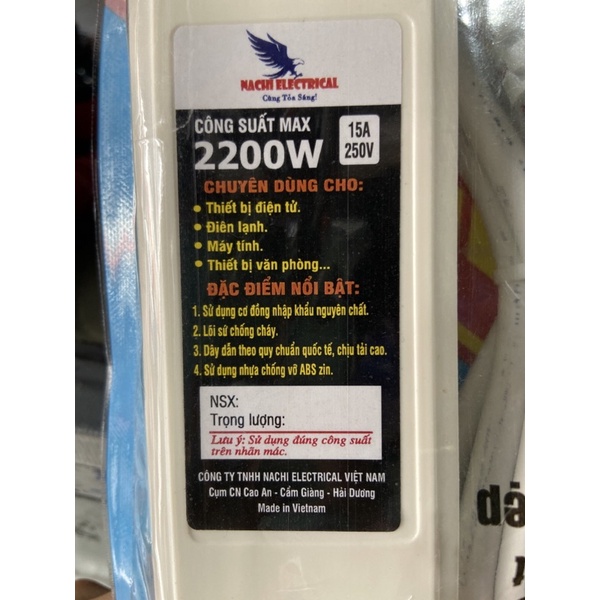 NACHI ELECTRICAL
Cùng Tỏa Sáng!
CÔNG SUẤT MAX
2200W
15A
250V
CHUYÊN DÙNG CHO:
• Thiết bị điện tử.
• Điên lạnh.
• Máy tính.
• Thiết bị văn phòng...
ĐẶC ĐIỂM NỔI BẬT:
1. Sử dụng cơ đồng nhập khẩu nguyên chất.
2. Lõi sứ chống cháy.
3. Dây dẫn theo quy chuẩn quốc tế, chịu tải cao.
4. Sử dụng nhựa chống vỡ ABS zin.
NSX:
Trọng lượng:
Lưu ý: Sử dụng đúng công suất
trên nhãn mác.
CÔNG TY TNHH NACHI ELECTRICAL VIỆT NAM
Cụm CN Cao An - Cẩm Giàng - Hải Dương
Made in Vietnam